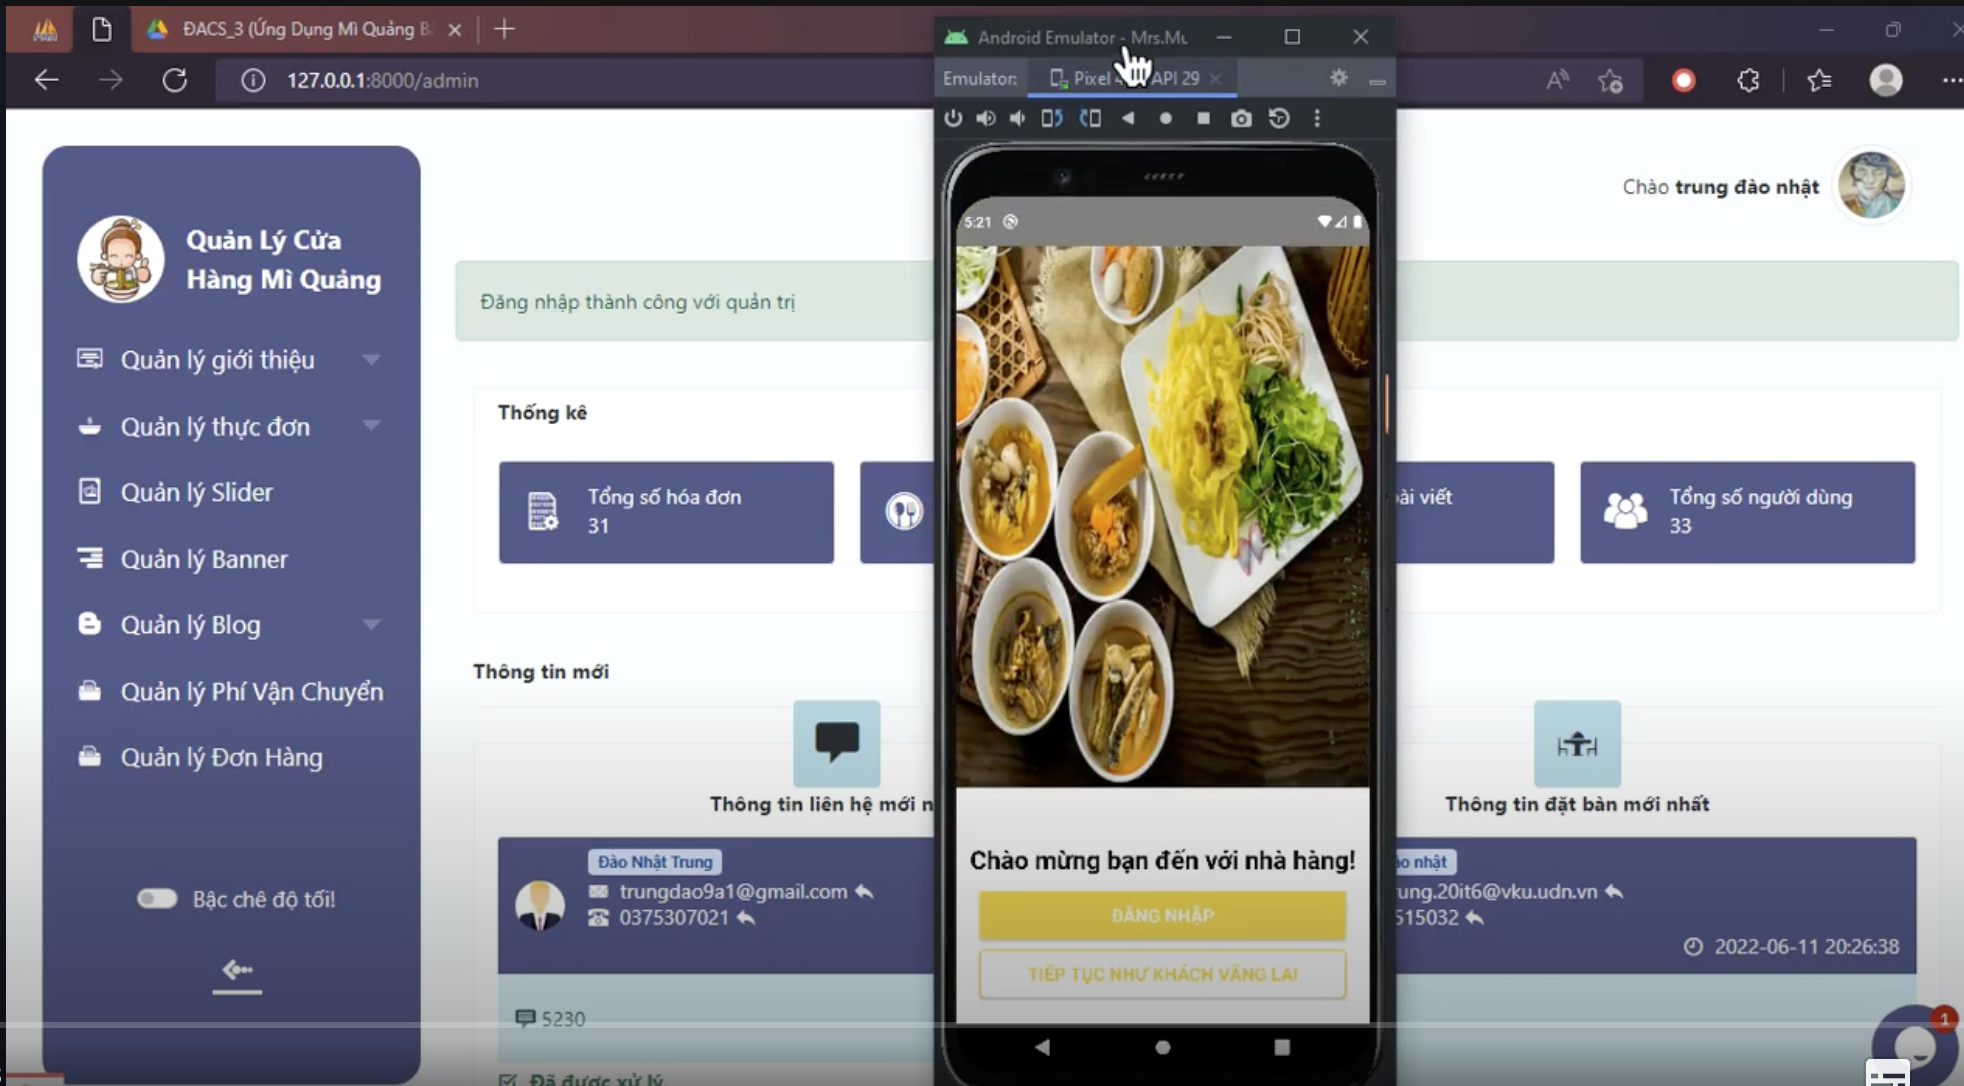 ĐACS_3 (Ứng Dụng Mì Quảng
127.0.0.1:8000/admin
Android Emulator - Mrs.Mu
Emulator:
Pixel 4
API 29
Quản Lý Cửa
Hàng Mì Quảng
Quản lý giới thiệu
Quản lý thực đơn
Quản lý Slider
Quản lý Banner
Quản lý Blog
Quản lý Phí Vận Chuyển
Quản lý Đơn Hàng
Bậc chê độ tối!
Chào trung đào nhật
Đăng nhập thành công với quản trị
Thống kê
Tổng số hóa đơn
31
ài viết
Tổng số người dùng
33
Thông tin mới
Thông tin liên hệ mới n
Đào Nhật Trung
trungdao9a1@gmail.com
0375307021
5230
Đã được xử lý
5:21
Chào mừng bạn đến với nhà hàng!
ĐĂNG NHẬP
TIẾP TỤC NHƯ KHÁCH VÃNG LAI
Thông tin đặt bàn mới nhất
ào nhật
rung.20it6@vku.udn.vn
515032
2022-06-11 20:26:38
1